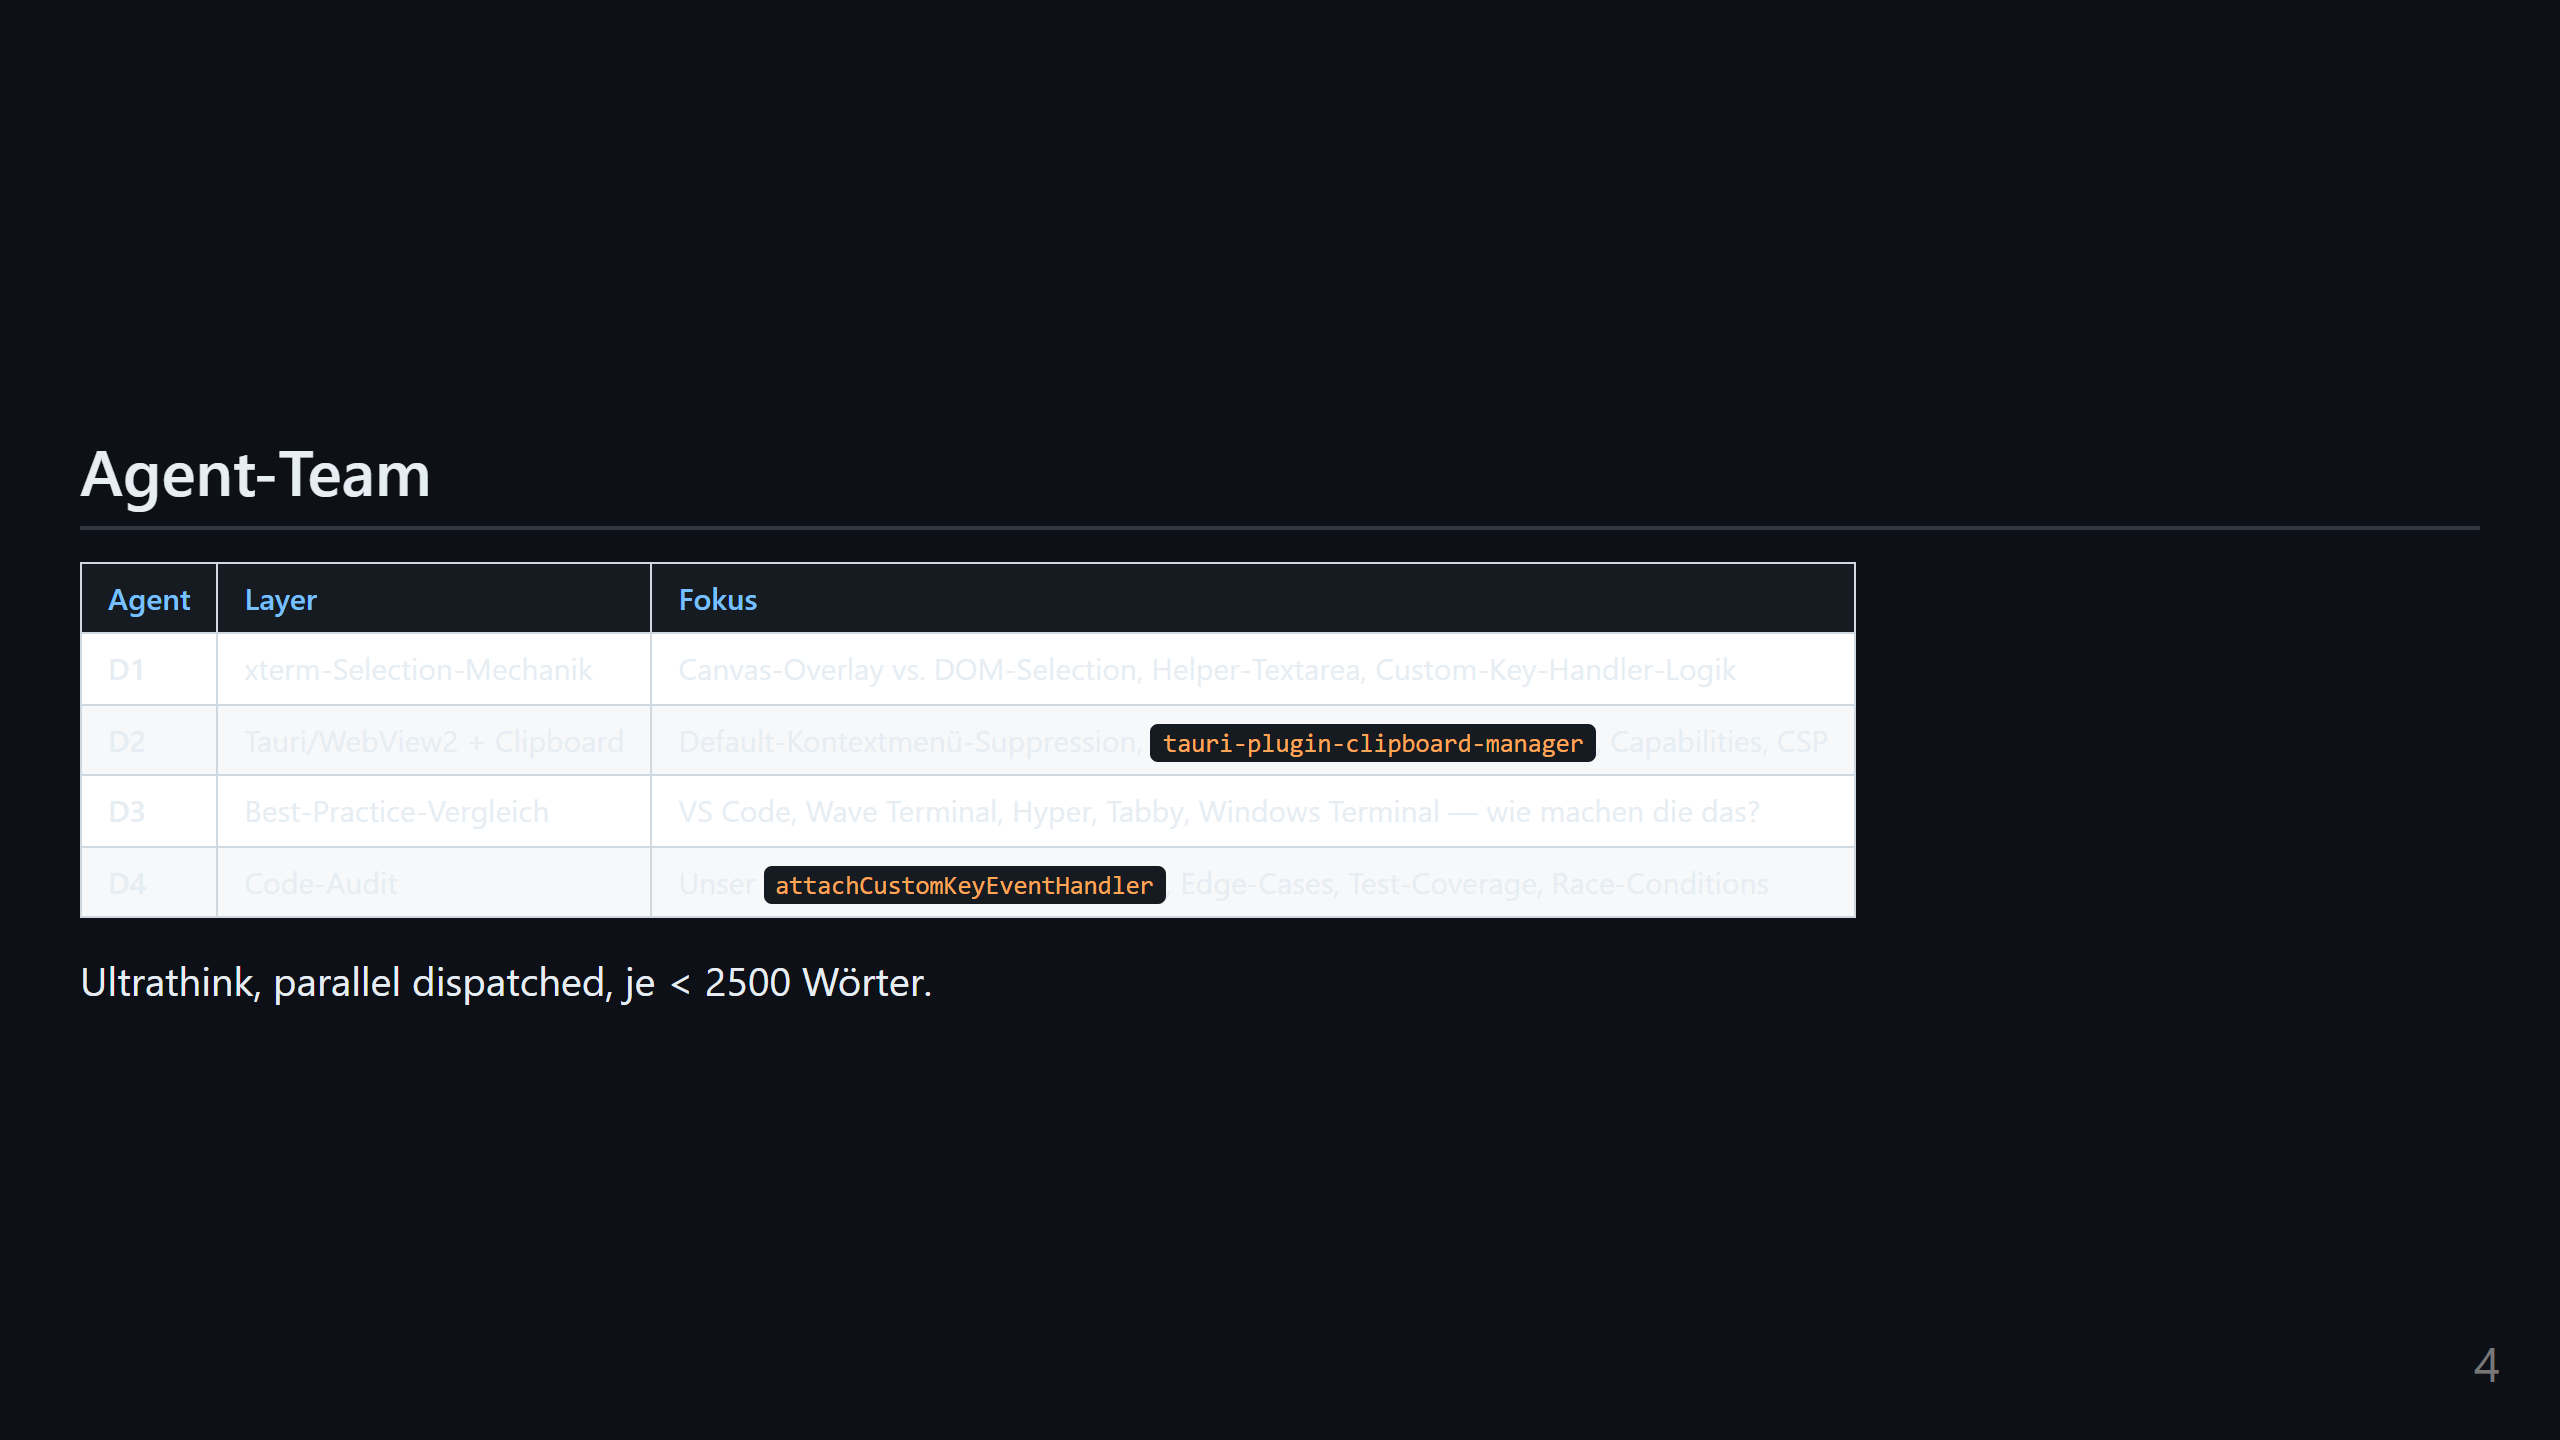 Agent-Team
Agent Layer Fokus
D1 xterm-Selection-Mechanik Canvas-Overlay vs. DOM-Selection, Helper-Textarea, Custom-Key-Handler-Logik
D2 Tauri/WebView2 + Clipboard Default-Kontextmenü-Suppression, tauri-plugin-clipboard-manager, Capabilities, CSP
D3 Best-Practice-Vergleich VS Code, Wave Terminal, Hyper, Tabby, Windows Terminal — wie machen die das?
D4 Code-Audit Unser attachCustomKeyEventHandler, Edge-Cases, Test-Coverage, Race-Conditions
Ultrathink, parallel dispatched, je < 2500 Wörter.
4